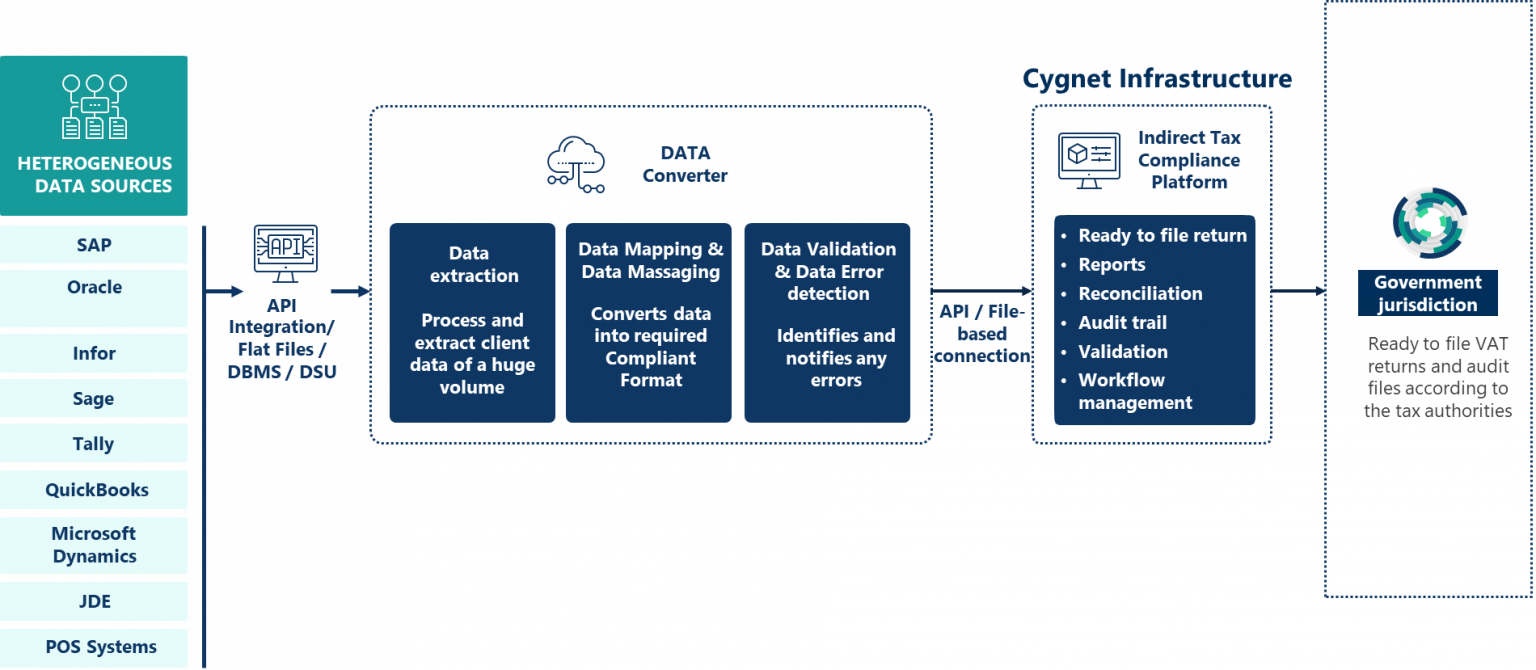 HETEROGENEOUS
DATA SOURCES
SAP
Oracle
Infor
Sage
Tally
QuickBooks
Microsoft
Dynamics
JDE
POS Systems
API
API
Integration/
Flat Files /
DBMS / DSU
DATA
Converter
Data
extraction
Process and
extract client
data of a huge
volume
Data Mapping &
Data Massaging
Converts data
into required
Compliant
Format
Data Validation
& Data Error
detection
Identifies and
notifies any
errors
API / File-
based
connection
Cygnet Infrastructure
Indirect Tax
Compliance
Platform
• Ready to file return
• Reports
• Reconciliation
• Audit trail
• Validation
• Workflow
management
Government
jurisdiction
Ready to file VAT
returns and audit
files according to
the tax authorities